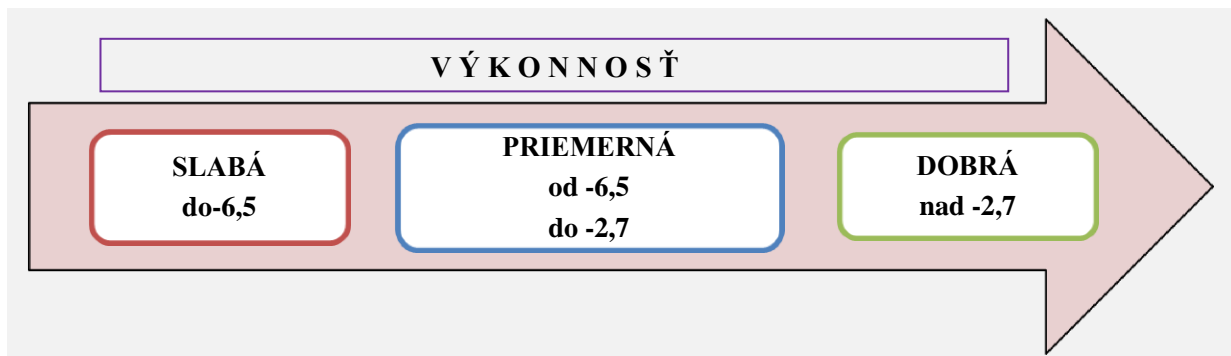 V Ý K O N N O S Ť
SLABÁ
do-6,5
PRIEMERNÁ
od -6,5
do -2,7
DOBRÁ
nad -2,7